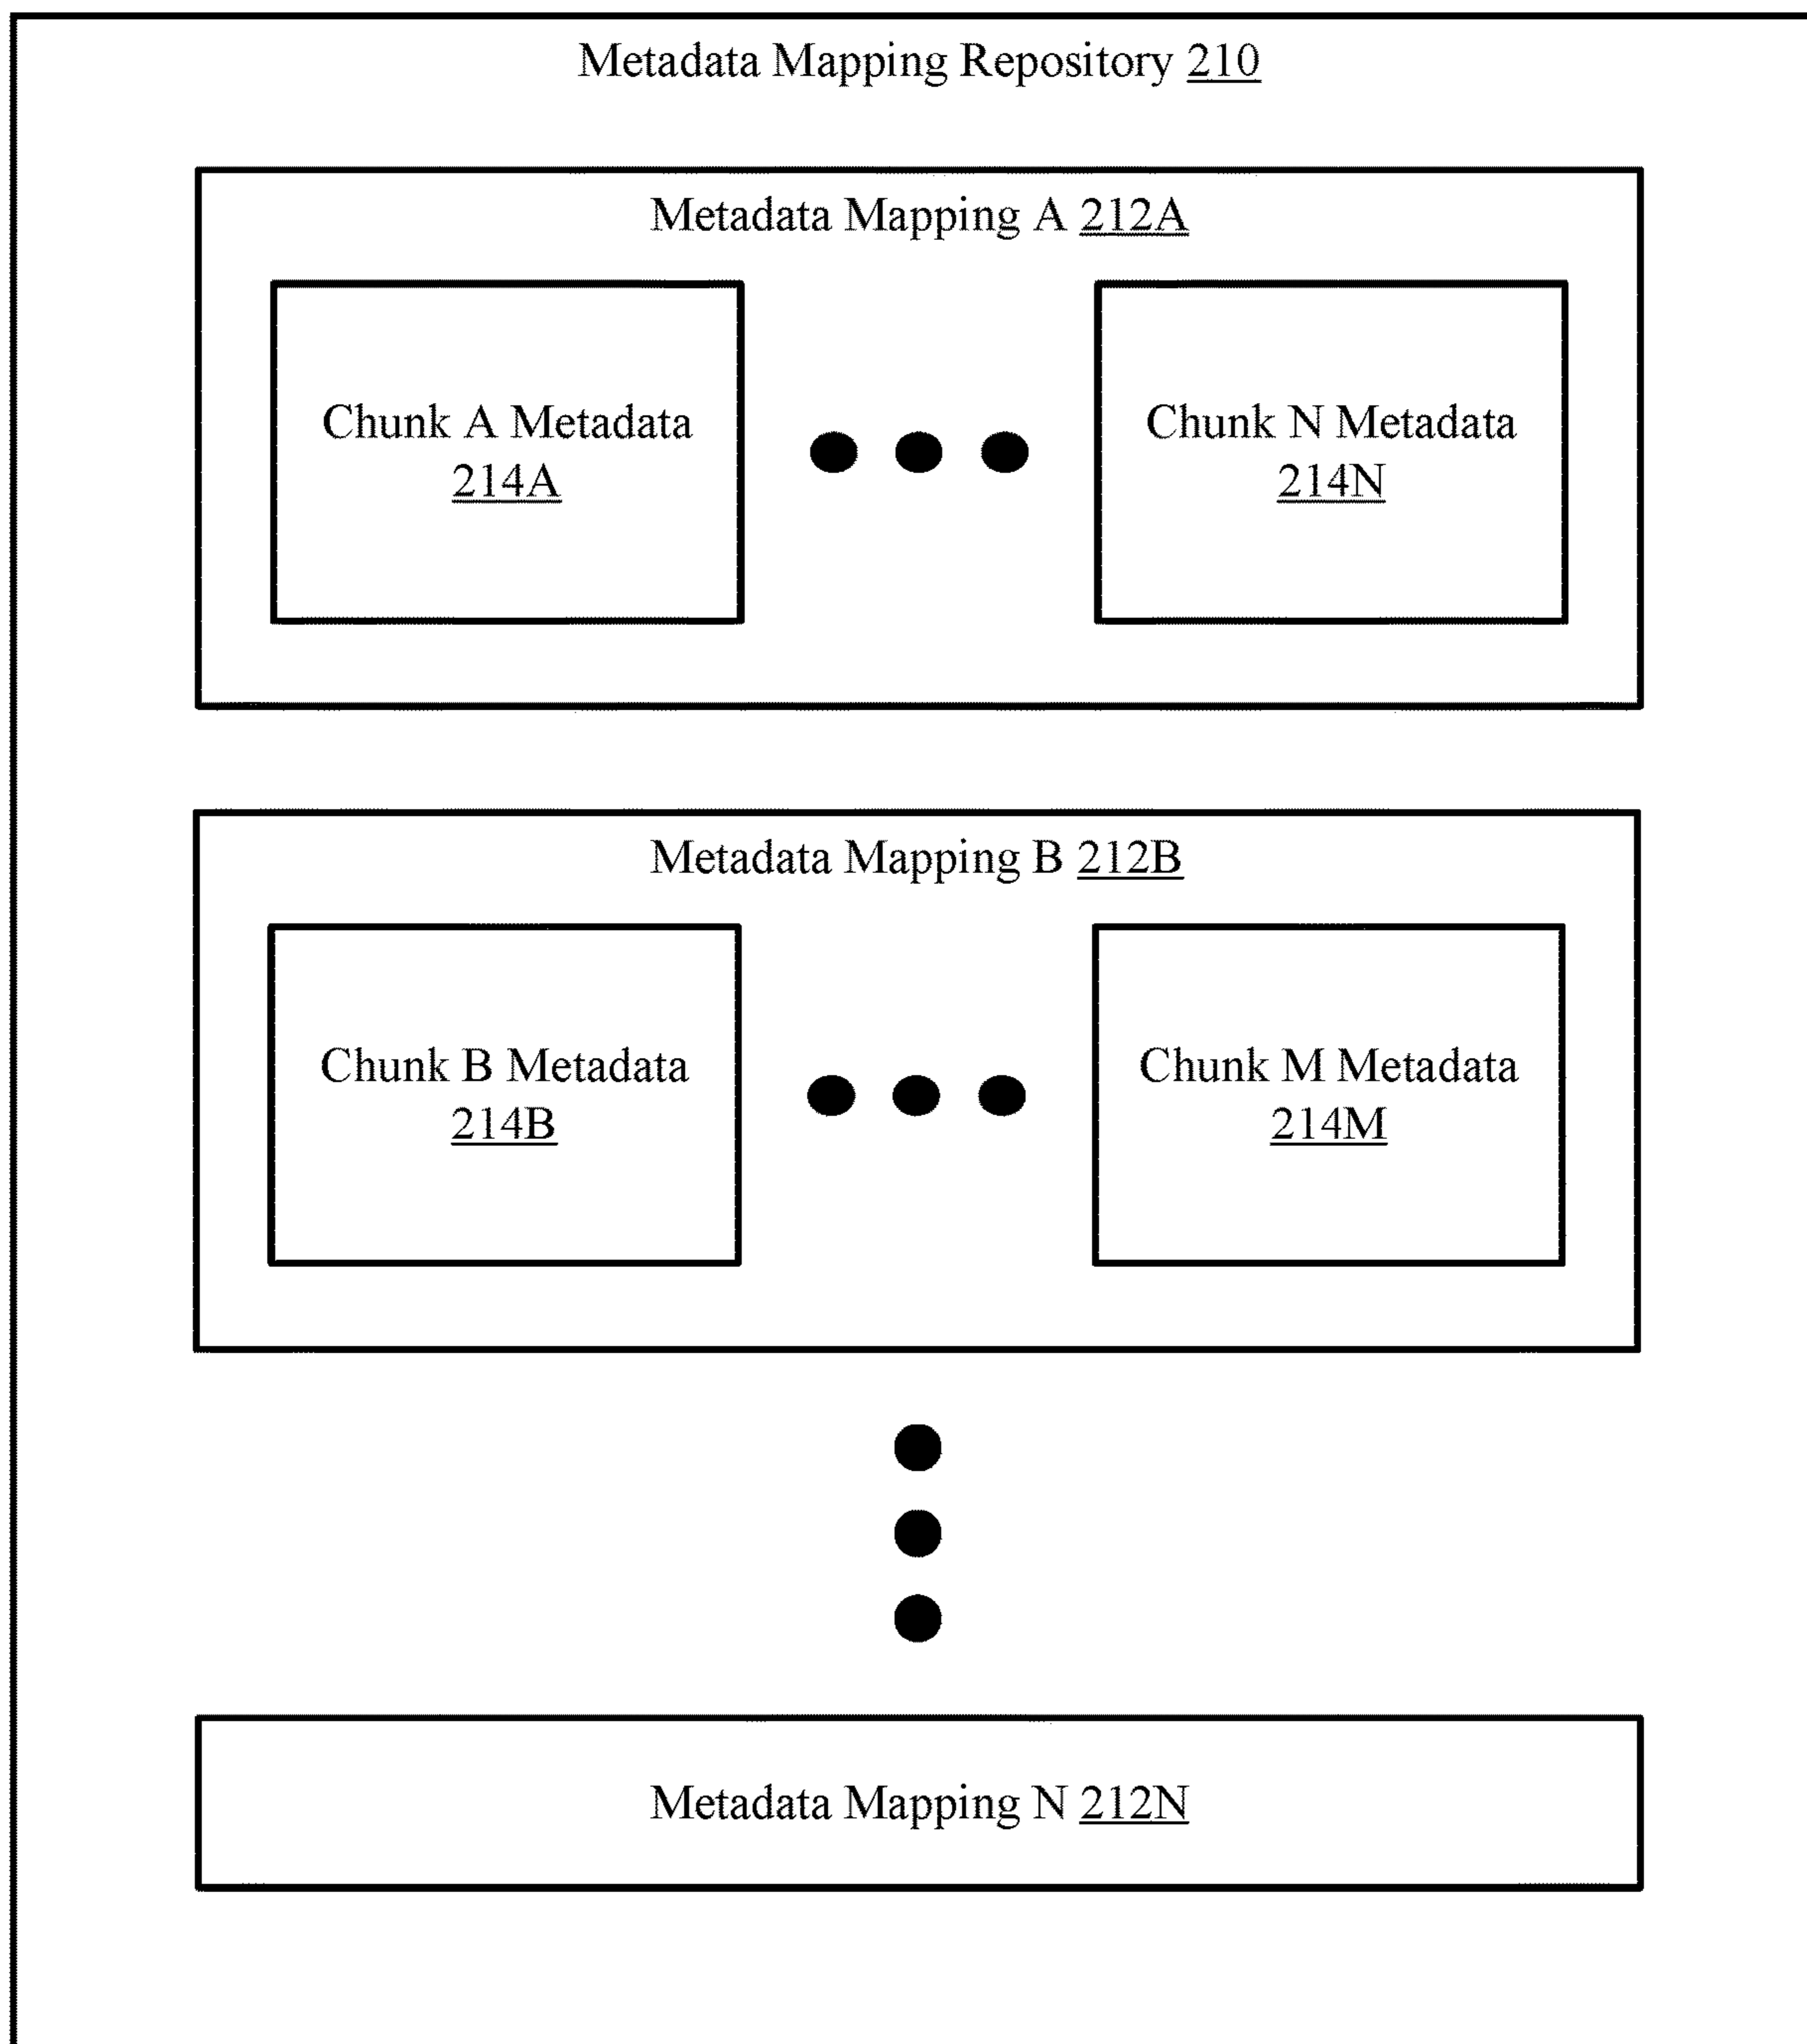 Metadata Mapping Repository 210
Metadata Mapping A 212A
Chunk A Metadata
214A
Chunk N Metadata
214N
Metadata Mapping B 212B
Chunk B Metadata
214B
Chunk M Metadata
214M
Metadata Mapping N 212N